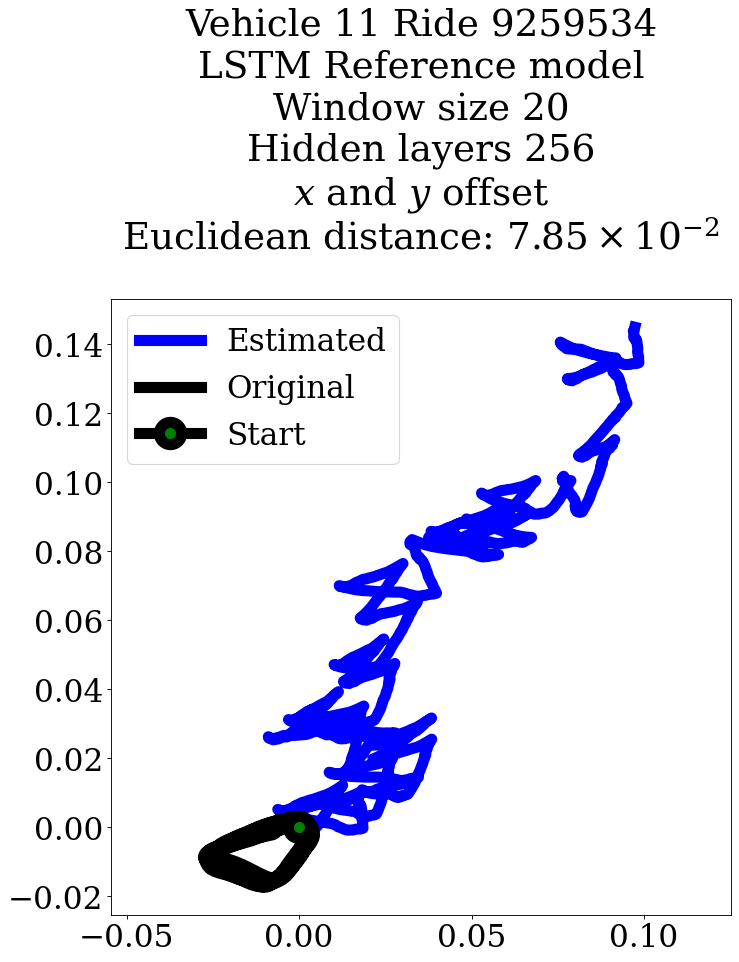 Vehicle 11 Ride 9259534
LSTM Reference model
Window size 20
Hidden layers 256
x and y offset
Euclidean distance: 7.85 × 10⁻²
Estimated
Original
Start
0.14
0.12
0.10
0.08
0.06
0.04
0.02
0.00
−0.02
−0.05 0.00 0.05 0.10